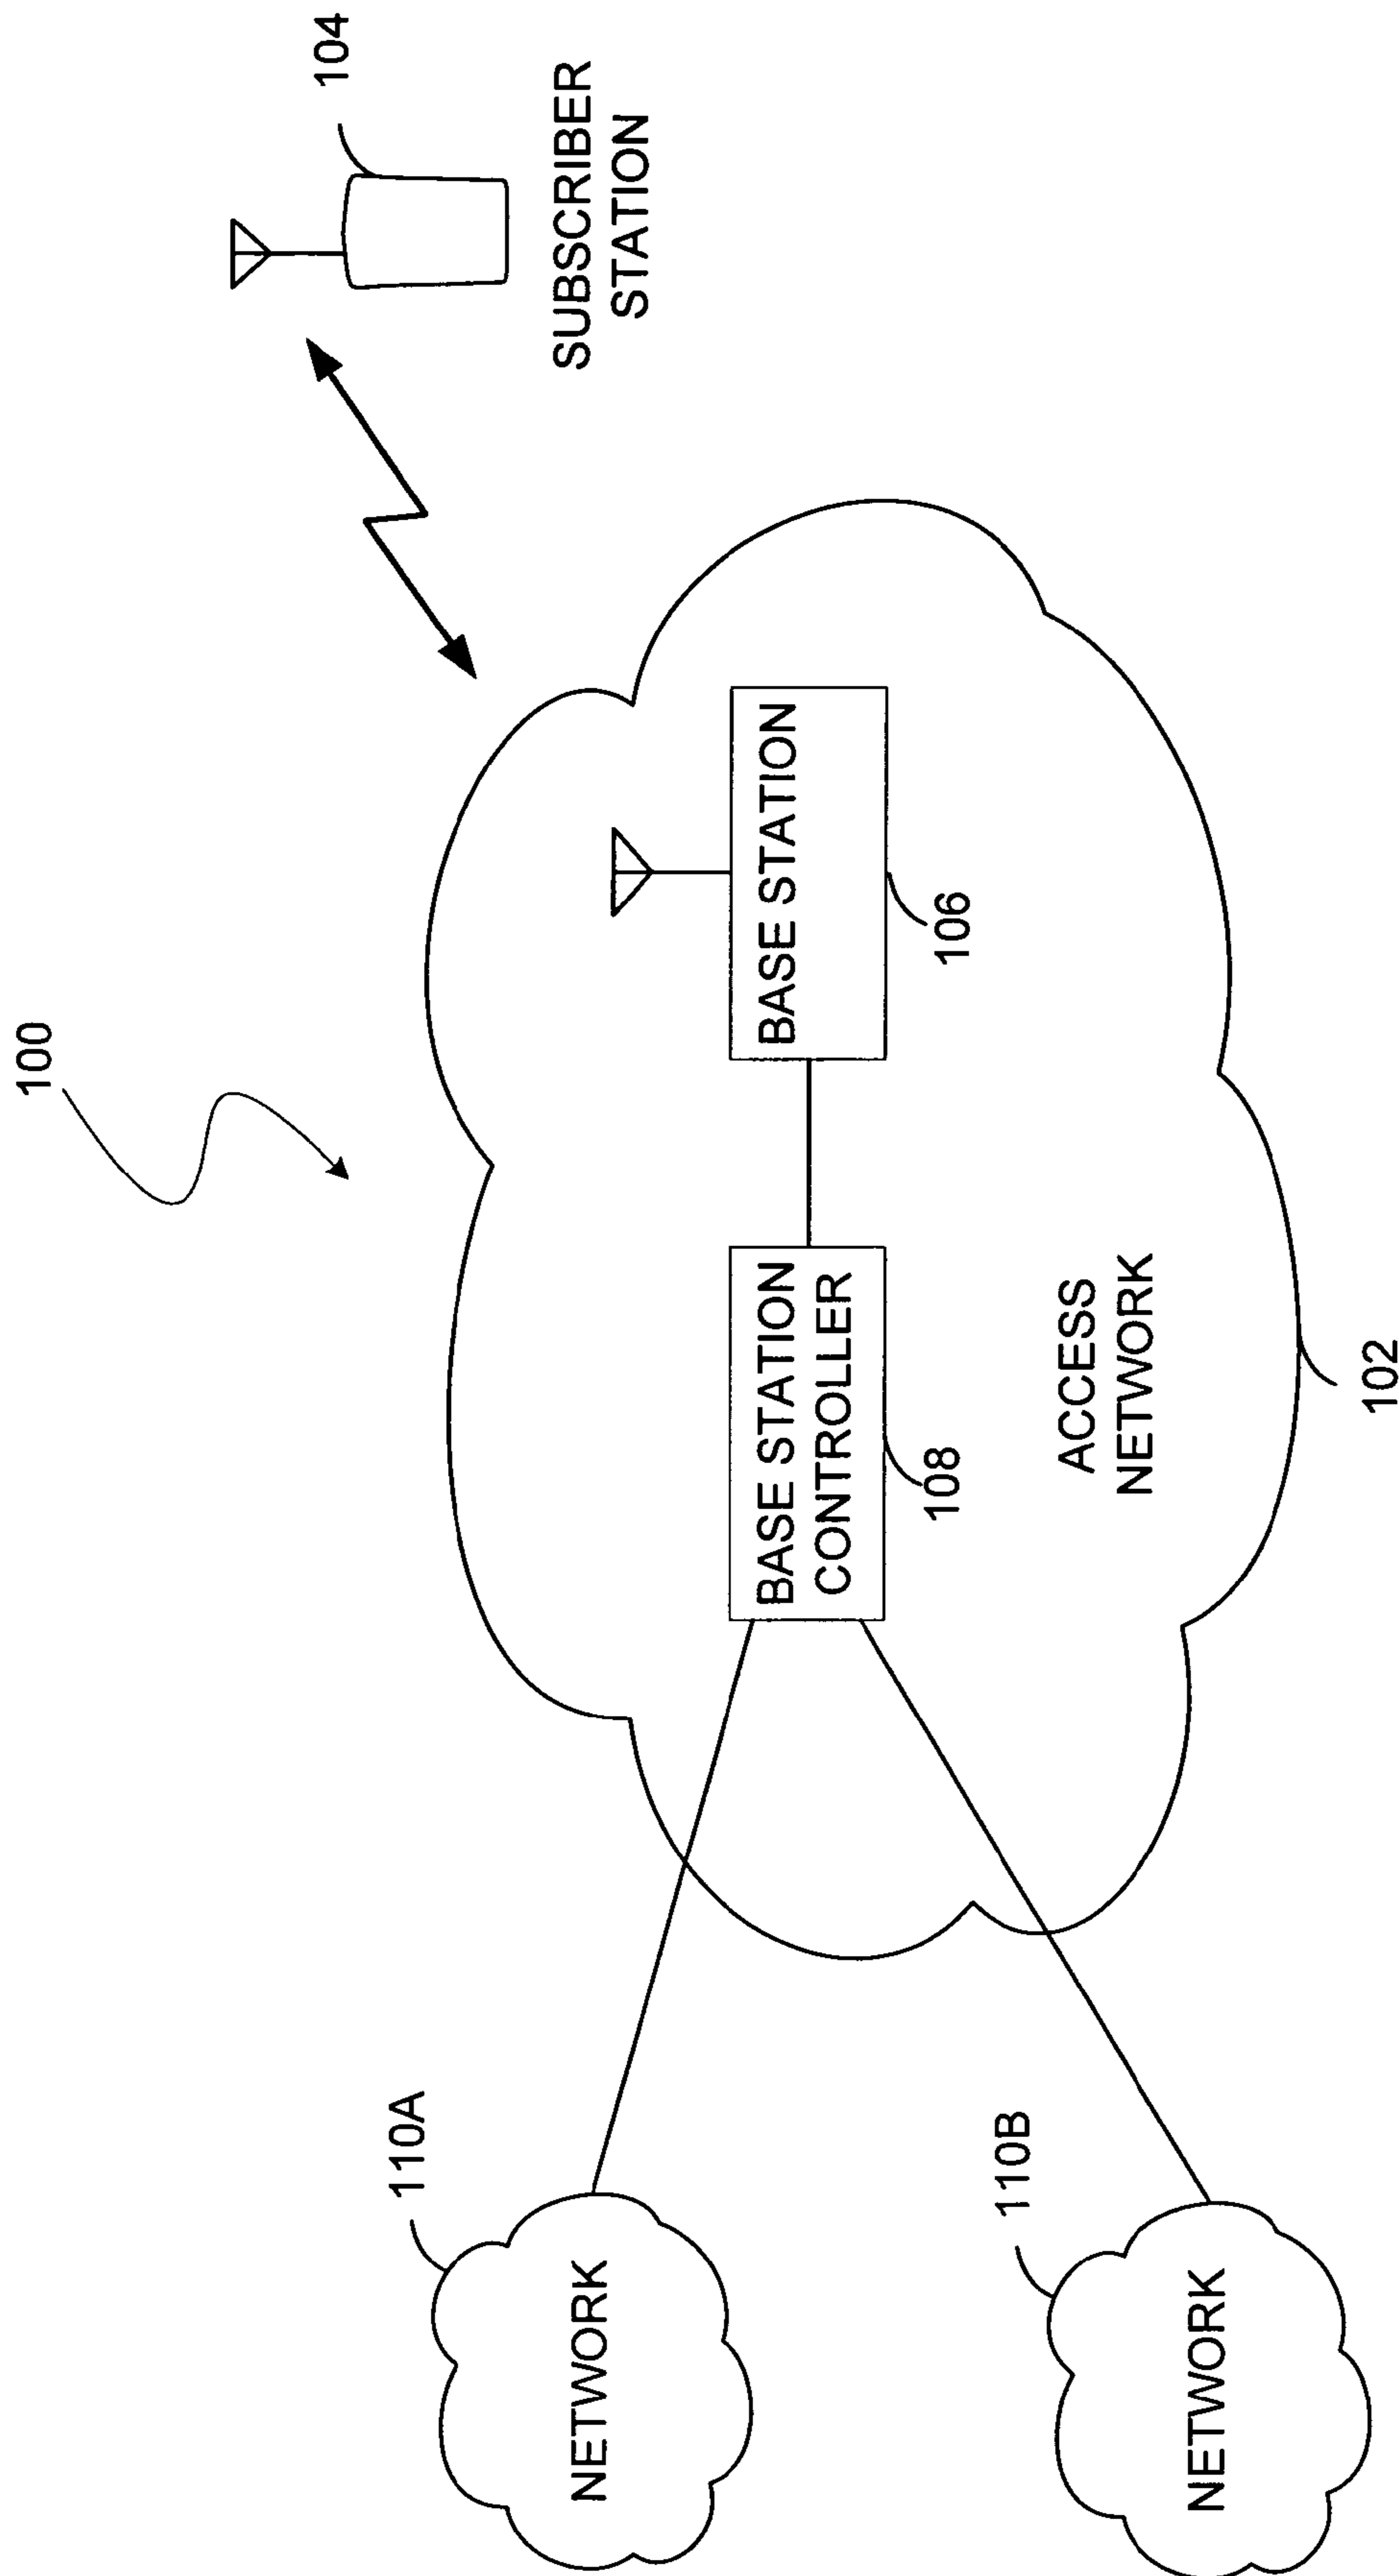 100
104
SUBSCRIBER
STATION
110A
NETWORK
BASE STATION
CONTROLLER
108
BASE STATION
106
110B
NETWORK
ACCESS
NETWORK
102